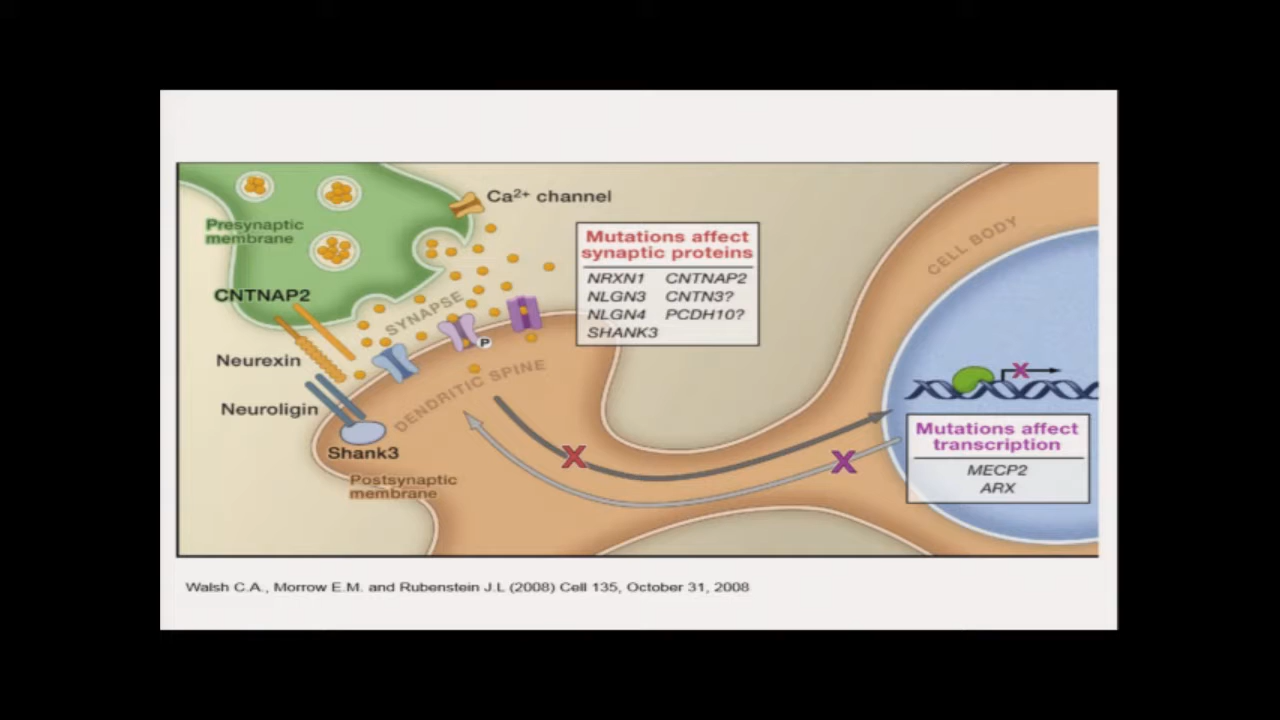 Ca2+ channel
Presynaptic
membrane
Mutations affect
synaptic proteins
NRXN1 CNTNAP2
NLGN3 CNTN3?
NLGN4 PCDH10?
SHANK3
CELL BODY
CNTNAP2
SYNAPSE
P
Neurexin
DENDRITIC SPINE
Neuroligin
Shank3
Postsynaptic
membrane
X
X
X
Mutations affect
transcription
MECP2
ARX
Walsh C.A., Morrow E.M. and Rubenstein J.L (2008) Cell 135, October 31, 2008